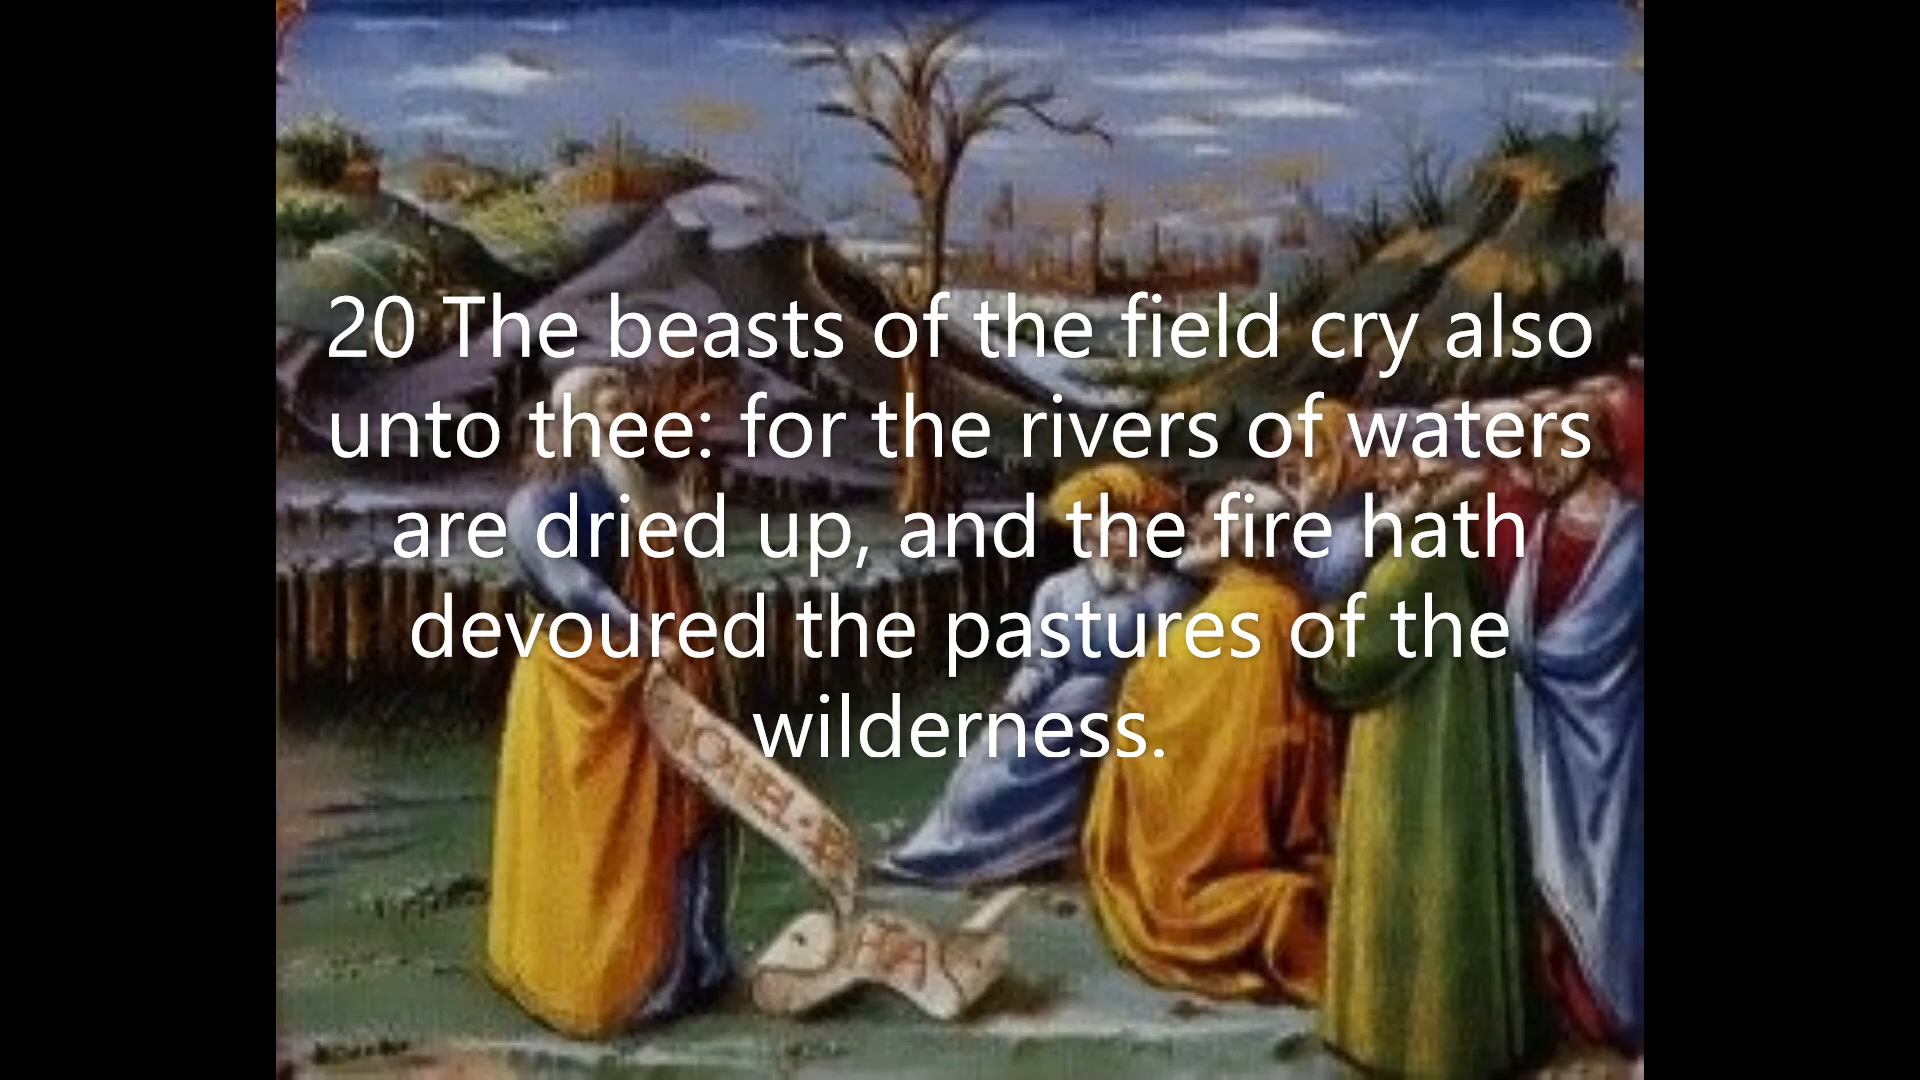 20 The beasts of the field cry also
unto thee: for the rivers of waters
are dried up, and the fire hath
devoured the pastures of the
wilderness.